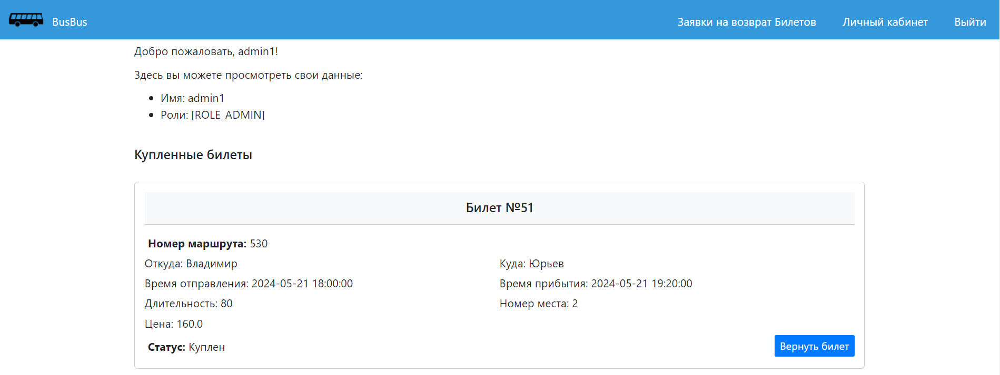 BusBus
Заявки на возврат Билетов
Личный кабинет
Выйти
Добро пожаловать, admin1!
Здесь вы можете просмотреть свои данные:
Имя: admin1
Роли: [ROLE_ADMIN]
Купленные билеты
Билет №51
Номер маршрута: 530
Откуда: Владимир
Куда: Юрьев
Время отправления: 2024-05-21 18:00:00
Время прибытия: 2024-05-21 19:20:00
Длительность: 80
Номер места: 2
Цена: 160.0
Статус: Куплен
Вернуть билет